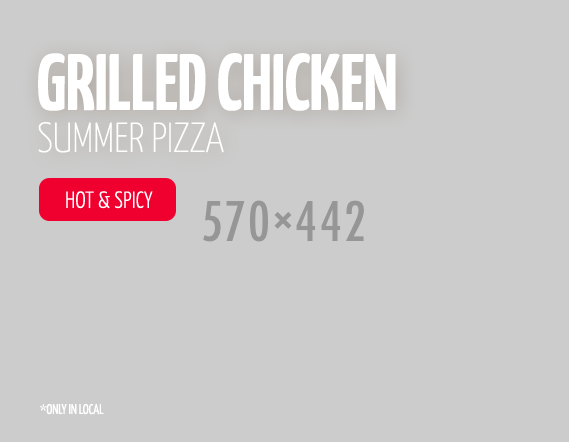 GRILLED CHICKEN
SUMMER PIZZA
HOT & SPICY
570×442
*ONLY IN LOCAL